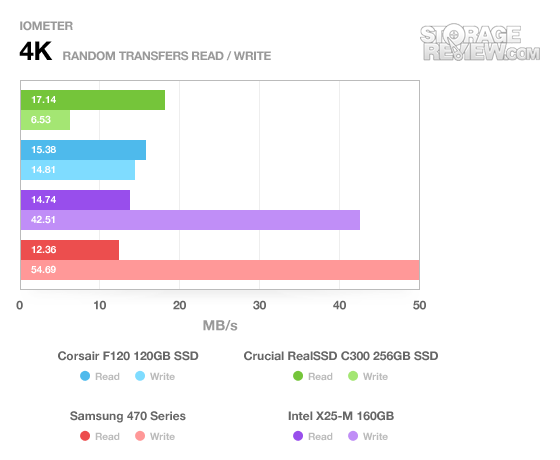 IOMETER
4K RANDOM TRANSFERS READ / WRITE
STORAGE
REVIEW.COM
17.14
6.53
15.38
14.81
14.74
42.51
12.36
54.69
0 10 20 30 40 50
MB/s
Corsair F120 120GB SSD Crucial RealSSD C300 256GB SSD
Read Write Read Write
Samsung 470 Series Intel X25-M 160GB
Read Write Read Write